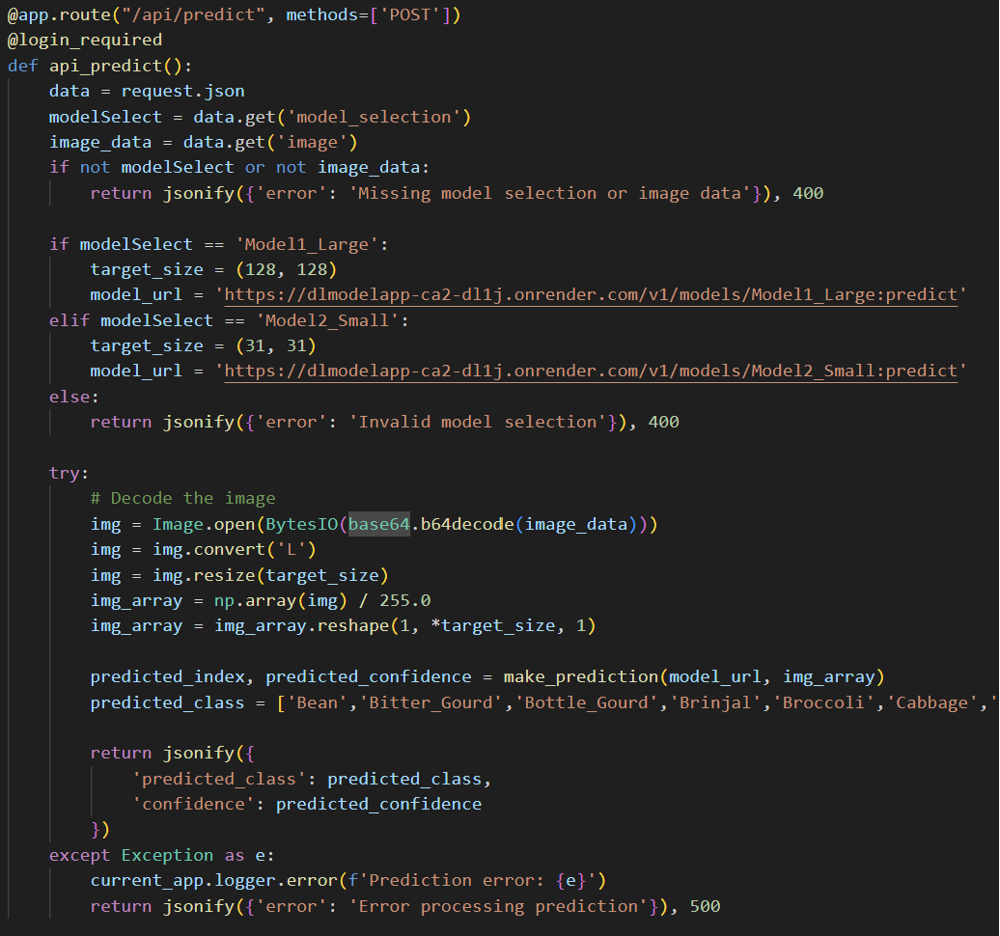 @app.route("/api/predict", methods=['POST'])
@login_required
def api_predict():
    data = request.json
    modelSelect = data.get('model_selection')
    image_data = data.get('image')
    if not modelSelect or not image_data:
        return jsonify({'error': 'Missing model selection or image data'}), 400

    if modelSelect == 'Model1_Large':
        target_size = (128, 128)
        model_url = 'https://dlmodelapp-ca2-dl1j.onrender.com/v1/models/Model1_Large:predict'
    elif modelSelect == 'Model2_Small':
        target_size = (31, 31)
        model_url = 'https://dlmodelapp-ca2-dl1j.onrender.com/v1/models/Model2_Small:predict'
    else:
        return jsonify({'error': 'Invalid model selection'}), 400

    try:
        # Decode the image
        img = Image.open(BytesIO(base64.b64decode(image_data)))
        img = img.convert('L')
        img = img.resize(target_size)
        img_array = np.array(img) / 255.0
        img_array = img_array.reshape(1, *target_size, 1)

        predicted_index, predicted_confidence = make_prediction(model_url, img_array)
        predicted_class = ['Bean','Bitter_Gourd','Bottle_Gourd','Brinjal','Broccoli','Cabbage','

        return jsonify({
            'predicted_class': predicted_class,
            'confidence': predicted_confidence
        })
    except Exception as e:
        current_app.logger.error(f'Prediction error: {e}')
        return jsonify({'error': 'Error processing prediction'}), 500